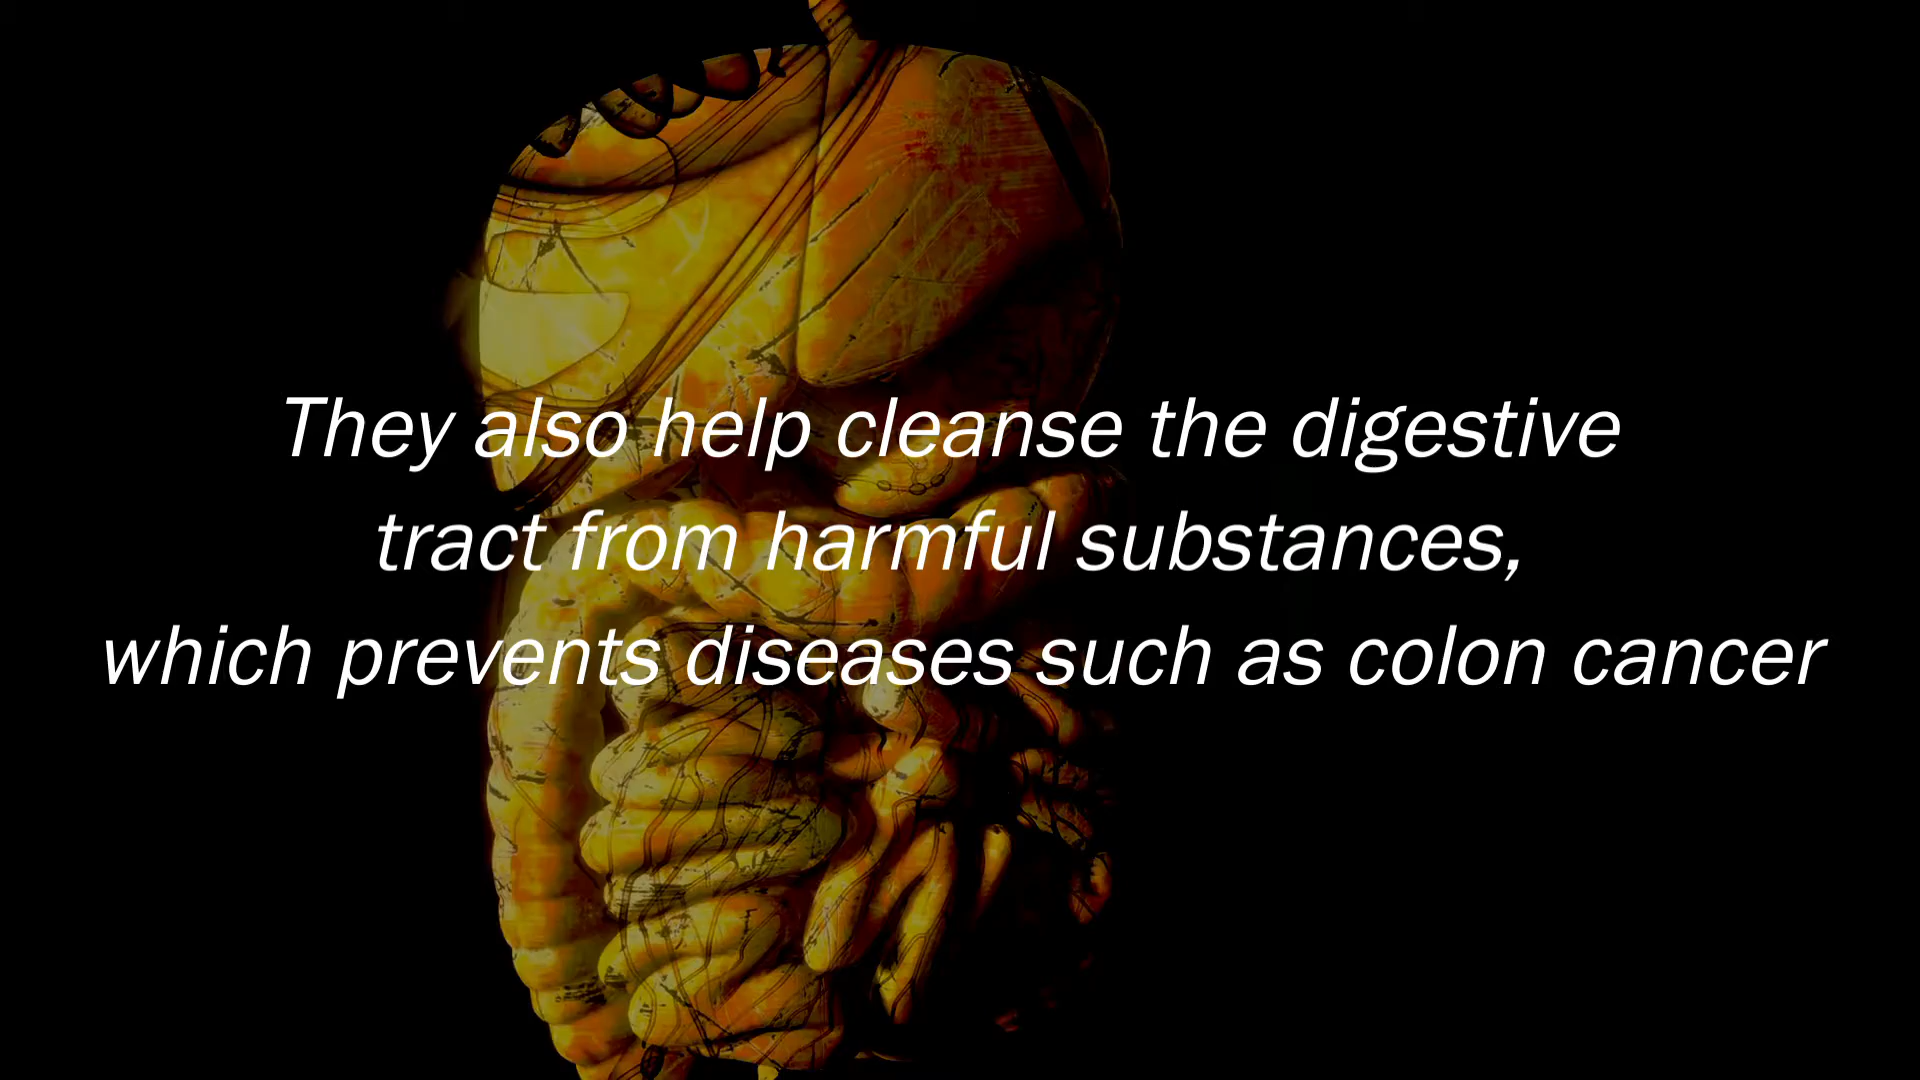 They also help cleanse the digestive
tract from harmful substances,
which prevents diseases such as colon cancer